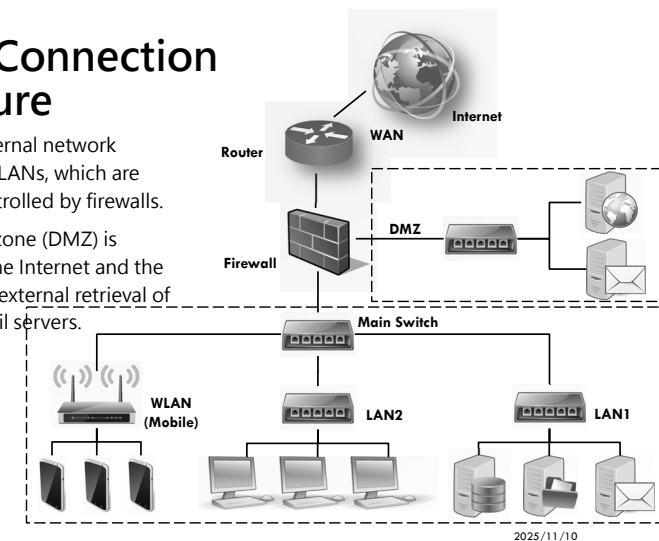 Connection
ure
ernal network
LANs, which are
trolled by firewalls.
zone (DMZ) is
he Internet and the
external retrieval of
il servers.
Internet
WAN
Router
DMZ
Firewall
Main Switch
WLAN
(Mobile)
LAN2
LAN1
2025/11/10